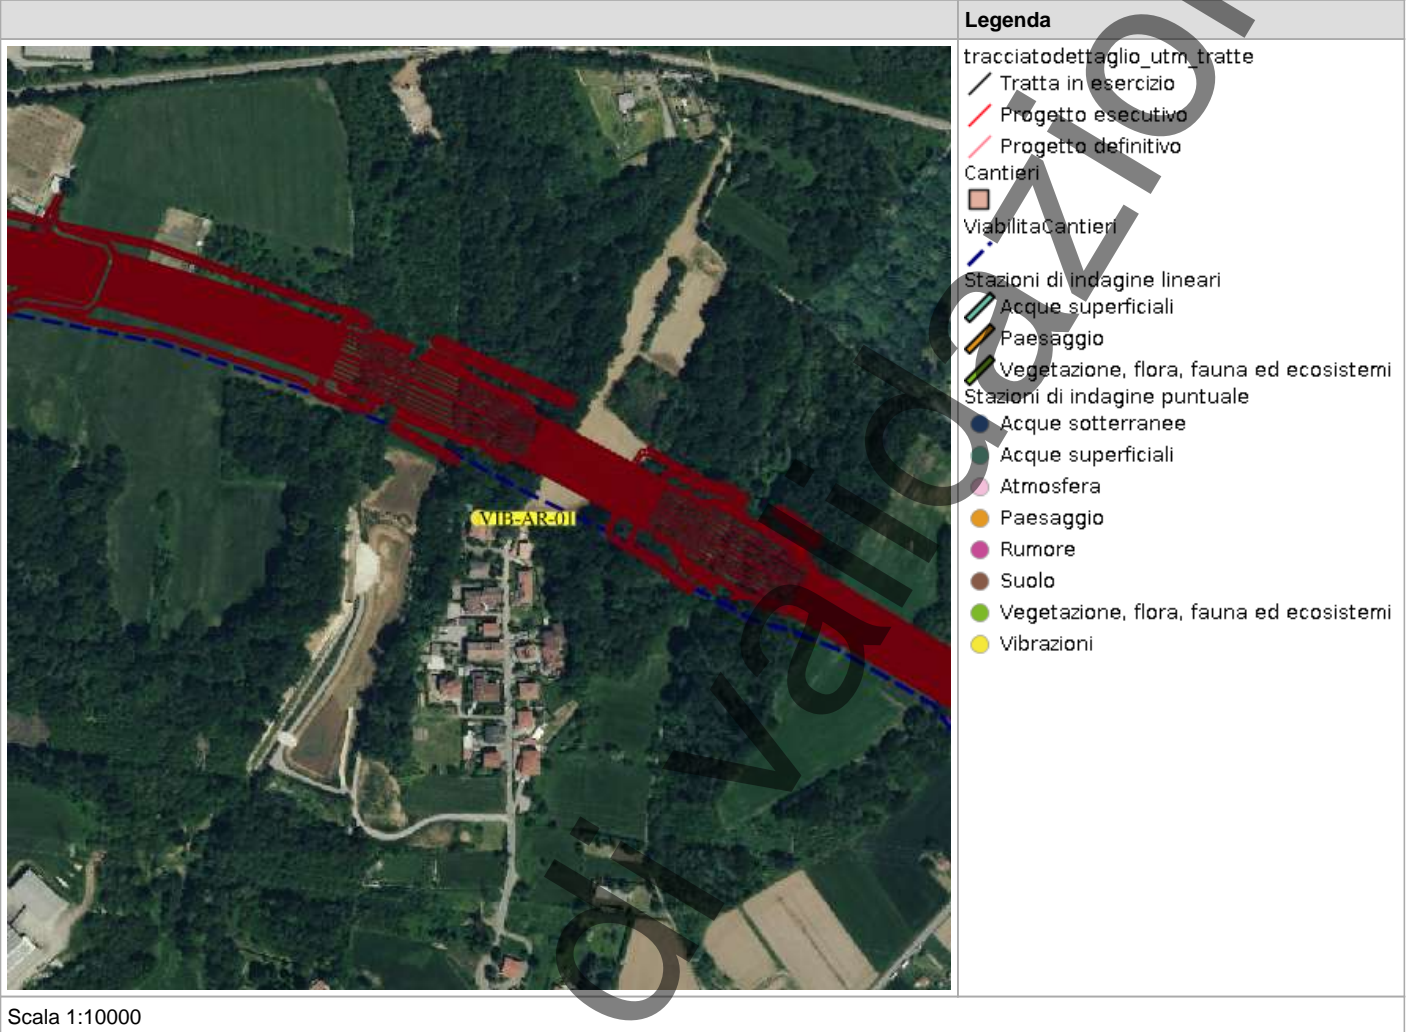 Legenda
tracciatodettaglio_utm_tratte
Tratta in esercizio
Progetto esecutivo
Progetto definitivo
Cantieri
ViabilitaCantieri
Stazioni di indagine lineari
Acque superficiali
Paesaggio
Vegetazione, flora, fauna ed ecosistemi
Stazioni di indagine puntuale
Acque sotterranee
Acque superficiali
Atmosfera
Paesaggio
Rumore
Suolo
Vegetazione, flora, fauna ed ecosistemi
Vibrazioni
VIB-AR-01
di validazion
Scala 1:10000